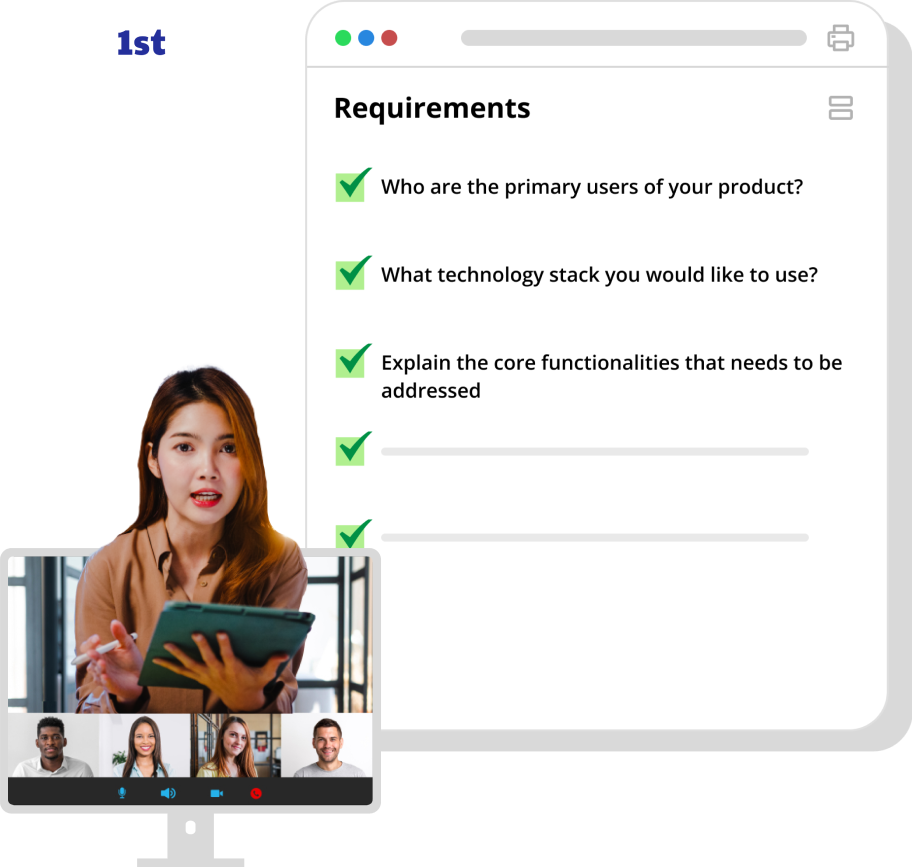 1st
Requirements
Who are the primary users of your product?
What technology stack you would like to use?
Explain the core functionalities that needs to be
addressed